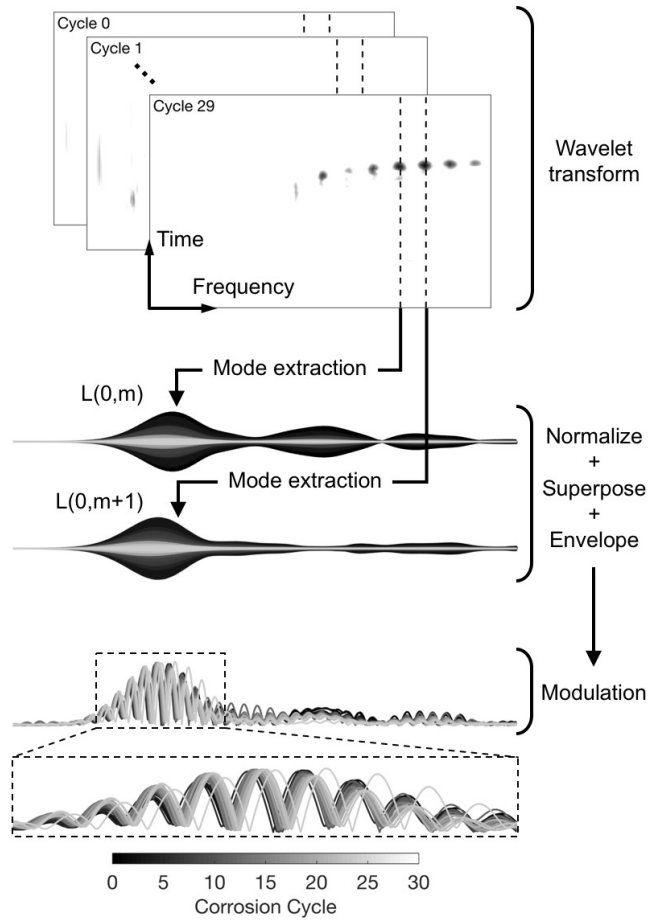 Cycle 0
Cycle 1
Cycle 29
Wavelet
transform
Time
Frequency
Mode extraction
L(0,m)
Normalize
+
Superpose
+
Envelope
Mode extraction
L(0,m+1)
Modulation
0 5 10 15 20 25 30
Corrosion Cycle